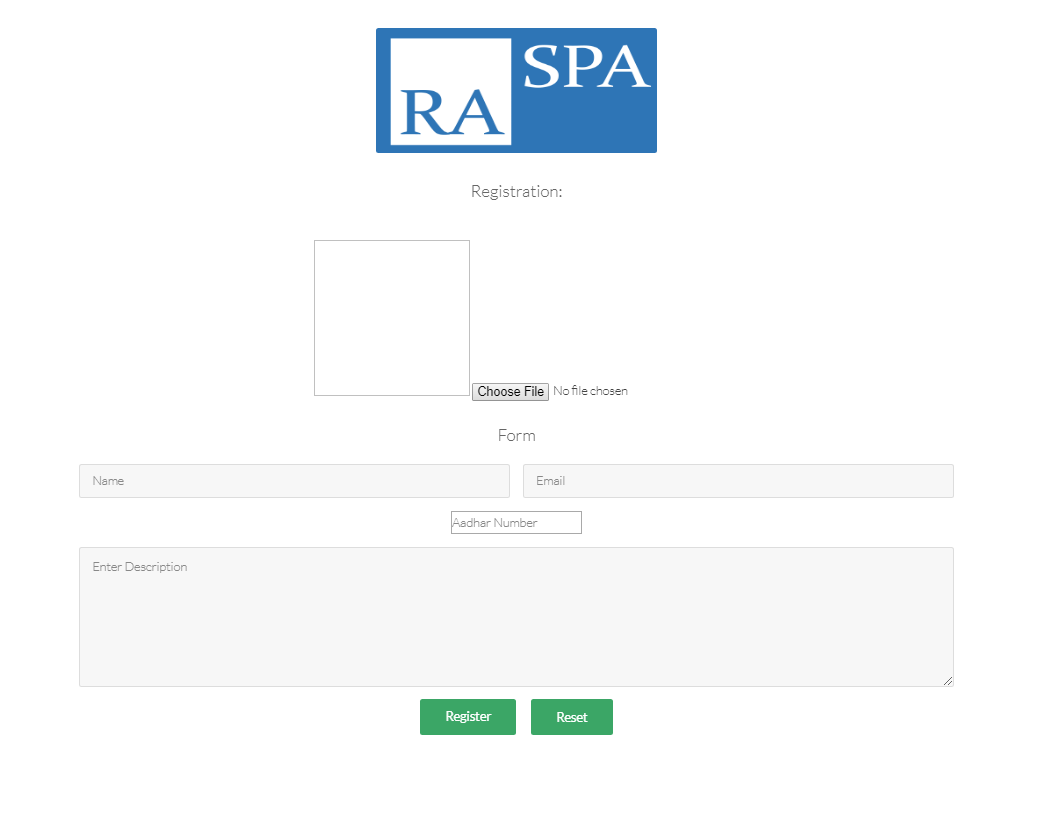 SPA
RA
Registration:
Choose File No file chosen
Form
Name Email
Aadhar Number
Enter Description
Register Reset